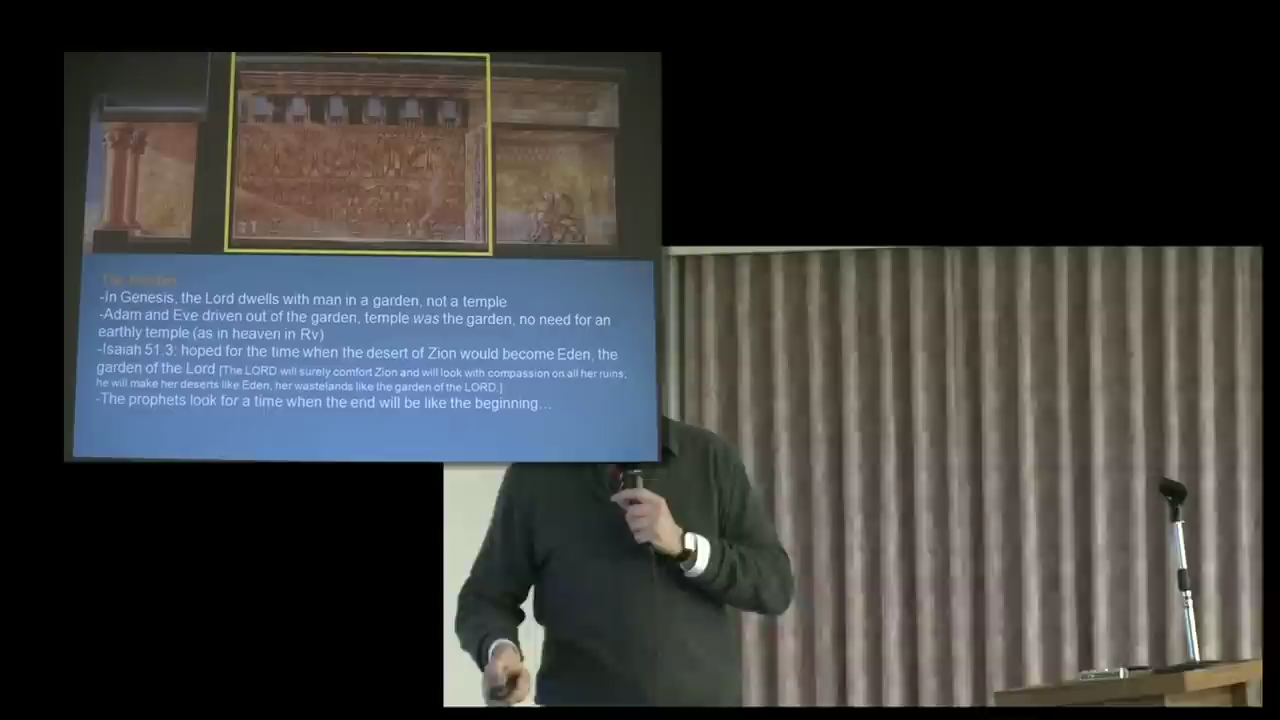 -In Genesis, the Lord dwells with man in a garden, not a temple
-Adam and Eve driven out of the garden, temple was the garden, no need for an
earthly temple (as in heaven in Rv)
-Isaiah 51.3: hoped for the time when the desert of Zion would become Eden, the
garden of the Lord [The LORD will surely comfort Zion and will look with compassion on all her ruins;
he will make her deserts like Eden, her wastelands like the garden of the LORD.]
-The prophets look for a time when the end will be like the beginning…